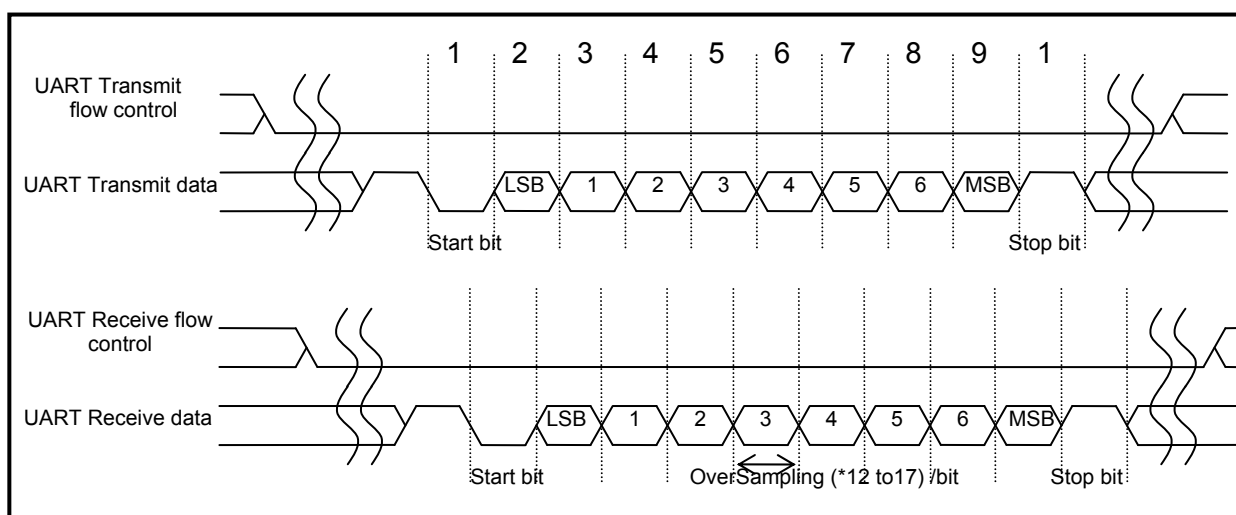 1 2 3 4 5 6 7 8 9 1
UART Transmit
flow control
UART Transmit data
LSB 1 2 3 4 5 6 MSB
Start bit Stop bit
UART Receive flow
control
UART Receive data
LSB 1 2 3 4 5 6 MSB
Start bit OverSampling (*12 to17) /bit Stop bit